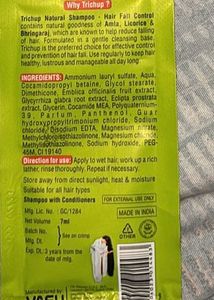 Why Trichup ?
Trichup Natural Shampoo - Hair Fall Control
contains natural goodness of Amla, Licorice &
Bhringaraj, which are known to help reduce falling
of hair. Formulated in a gentle cleansing base.
Trichup is the preferred choice for effective control
and prevention of hair fall. Use regularly to keep hair
healthy, lustrous and manageable all day long
INGREDIENTS: Ammonium lauryl sulfate, Aqua,
Cocamidopropyl betaine, Glycol stearate,
Dimethicone, Emblica officinalis fruit extract,
Glycyrrhiza glabra root extract, Eclipta prostrata
extract, Glycerin, Cocamide MEA, Polyquaternium-
39, Parfum, Panthenol, Guar
hydroxypropyltrimonium chloride, Sodium
chloride, Disodium EDTA, Magnesium nitrate,
Methylchloroisothiazolinone, Magnesium chloride,
Methylisothiazolinone, Sodium hydroxide, PEG-
45M, CI 19140
Direction for use: Apply to wet hair, work up a rich
lather, rinse thoroughly. Repeat if necessary.
Store away from direct sunlight, heat & moisture
Suitable for all hair types
Shampoo with Conditioners
FOR EXTERNAL USE ONLY
Mfg. Lic. No. : GC/1284
Net Volume : 7ml
Batch No. :
Mfg. Dt. : See on crimp
Exp. Dt.: 3 years from the
date of mfg.
OTHER
MADE IN INDIA
Manufactured by
VASU